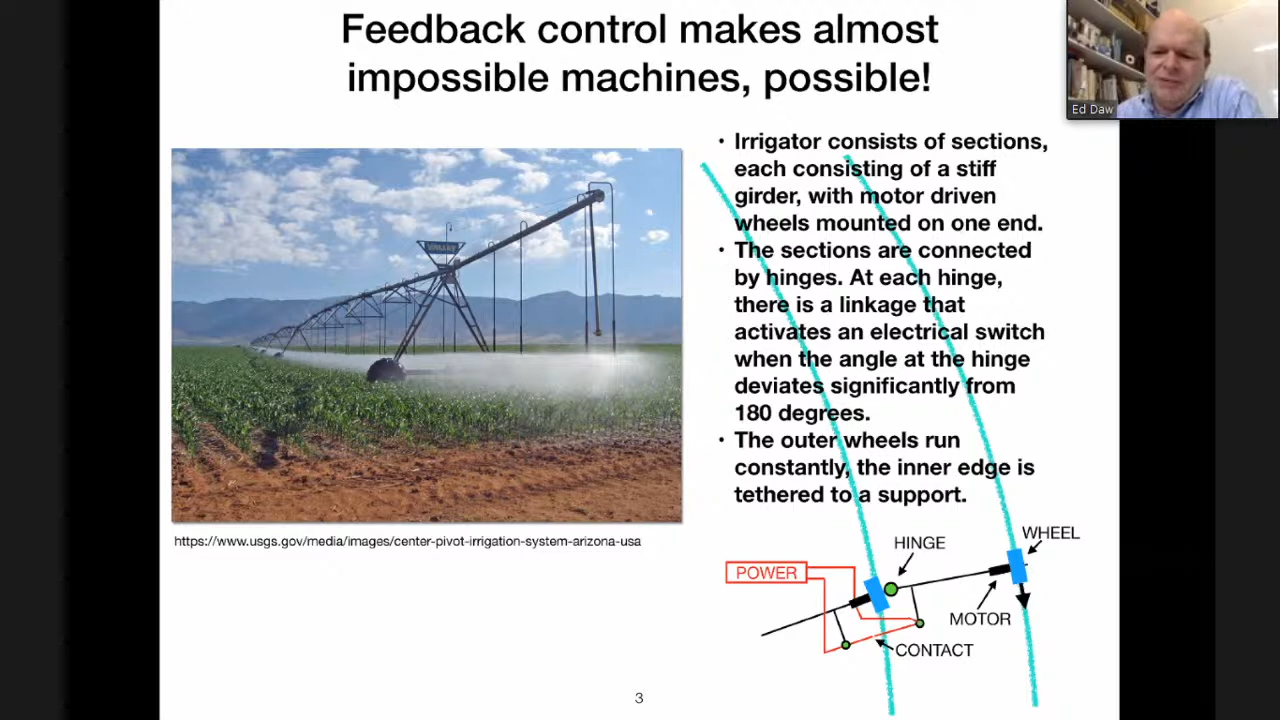 Feedback control makes almost
impossible machines, possible!
Ed Daw
• Irrigator consists of sections,
each consisting of a stiff
girder, with motor driven
wheels mounted on one end.
• The sections are connected
by hinges. At each hinge,
there is a linkage that
activates an electrical switch
when the angle at the hinge
deviates significantly from
180 degrees.
• The outer wheels run
constantly, the inner edge is
tethered to a support.
https://www.usgs.gov/media/images/center-pivot-irrigation-system-arizona-usa
WHEEL
HINGE
POWER
MOTOR
CONTACT
3